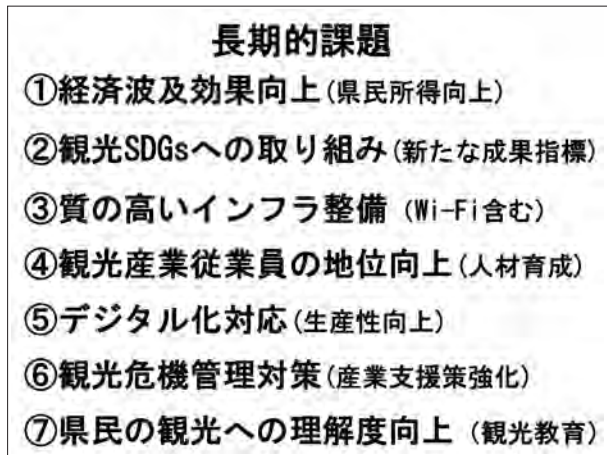 長期的課題
①経済波及効果向上(県民所得向上)
②観光SDGsへの取り組み(新たな成果指標)
③質の高いインフラ整備 (Wi-Fi含む)
④観光産業従業員の地位向上(人材育成)
⑤デジタル化対応(生産性向上)
⑥観光危機管理対策(産業支援策強化)
⑦県民の観光への理解度向上 (観光教育)